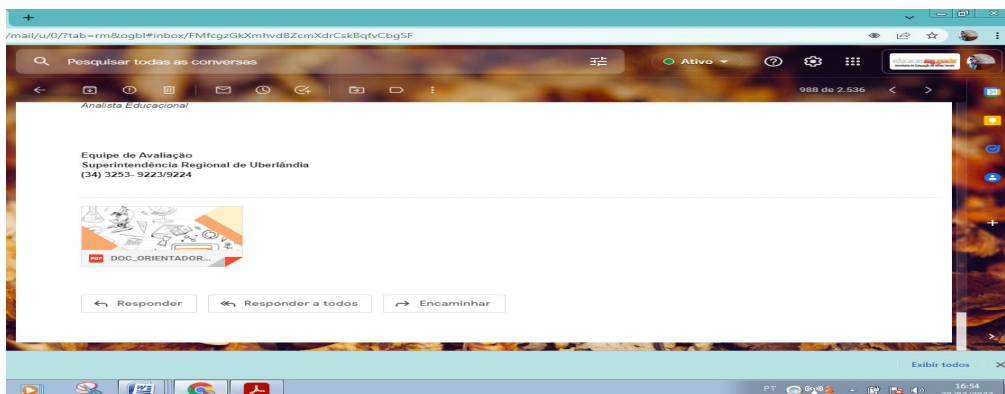 /mail/u/0/?tab=rm&ogbl#inbox/FMfcgzGkXmhvdBZcmXdrCskBqfvCbgSF
Pesquisar todas as conversas
Ativo
988 de 2.536
Analista Educacional
Equipe de Avaliação
Superintendência Regional de Uberlândia
(34) 3253- 9223/9224
PDF DOC_ORIENTADOR...
Responder
Responder a todos
Encaminhar
Exibir todos
PT
16:54